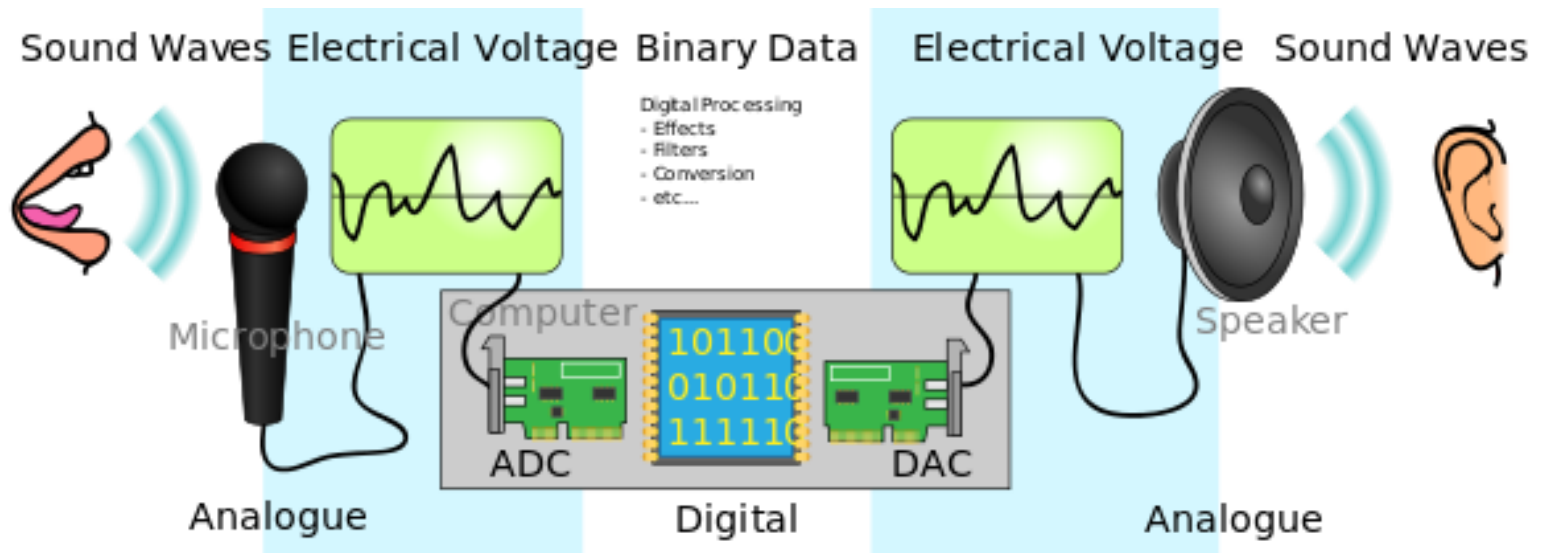 Sound Waves
Electrical Voltage
Binary Data
Electrical Voltage
Sound Waves
Digital Processing
- Effects
- Filters
- Conversion
- etc...
Microphone
Computer
101100
010110
111110
Speaker
ADC
DAC
Analogue
Digital
Analogue